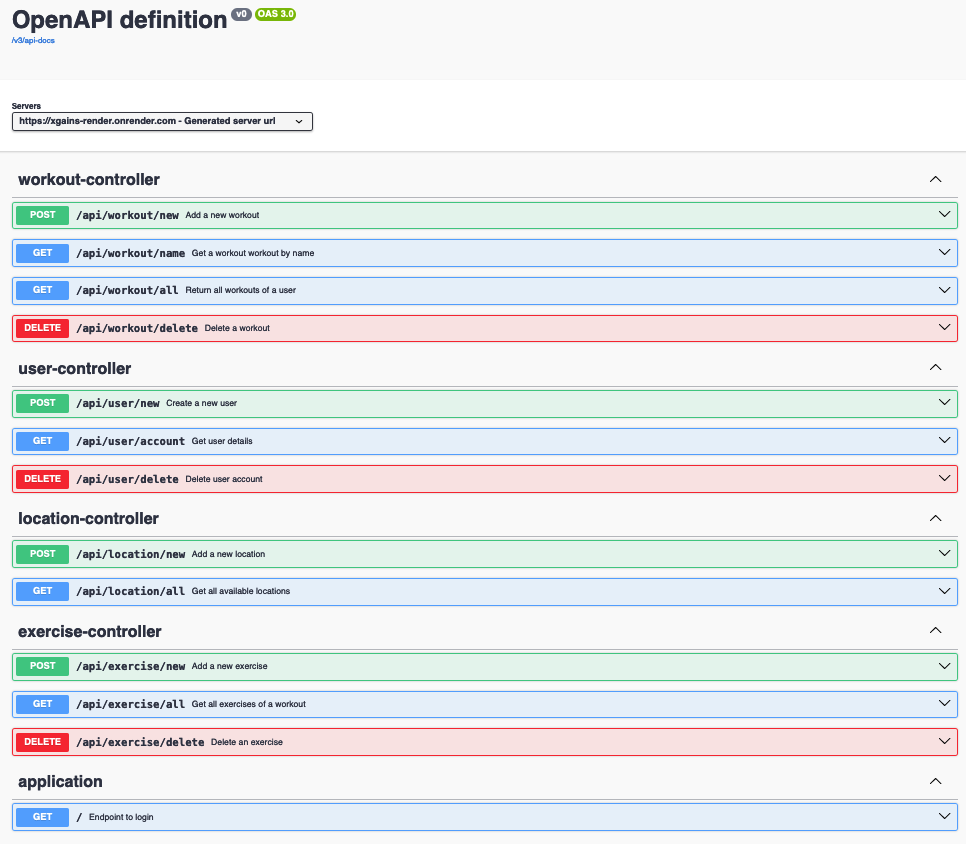 OpenAPI definition v0 OAS 3.0
/v3/api-docs
Servers
https://xgains-render.onrender.com - Generated server url
workout-controller
POST /api/workout/new Add a new workout
GET /api/workout/name Get a workout workout by name
GET /api/workout/all Return all workouts of a user
DELETE /api/workout/delete Delete a workout
user-controller
POST /api/user/new Create a new user
GET /api/user/account Get user details
DELETE /api/user/delete Delete user account
location-controller
POST /api/location/new Add a new location
GET /api/location/all Get all available locations
exercise-controller
POST /api/exercise/new Add a new exercise
GET /api/exercise/all Get all exercises of a workout
DELETE /api/exercise/delete Delete an exercise
application
GET / Endpoint to login